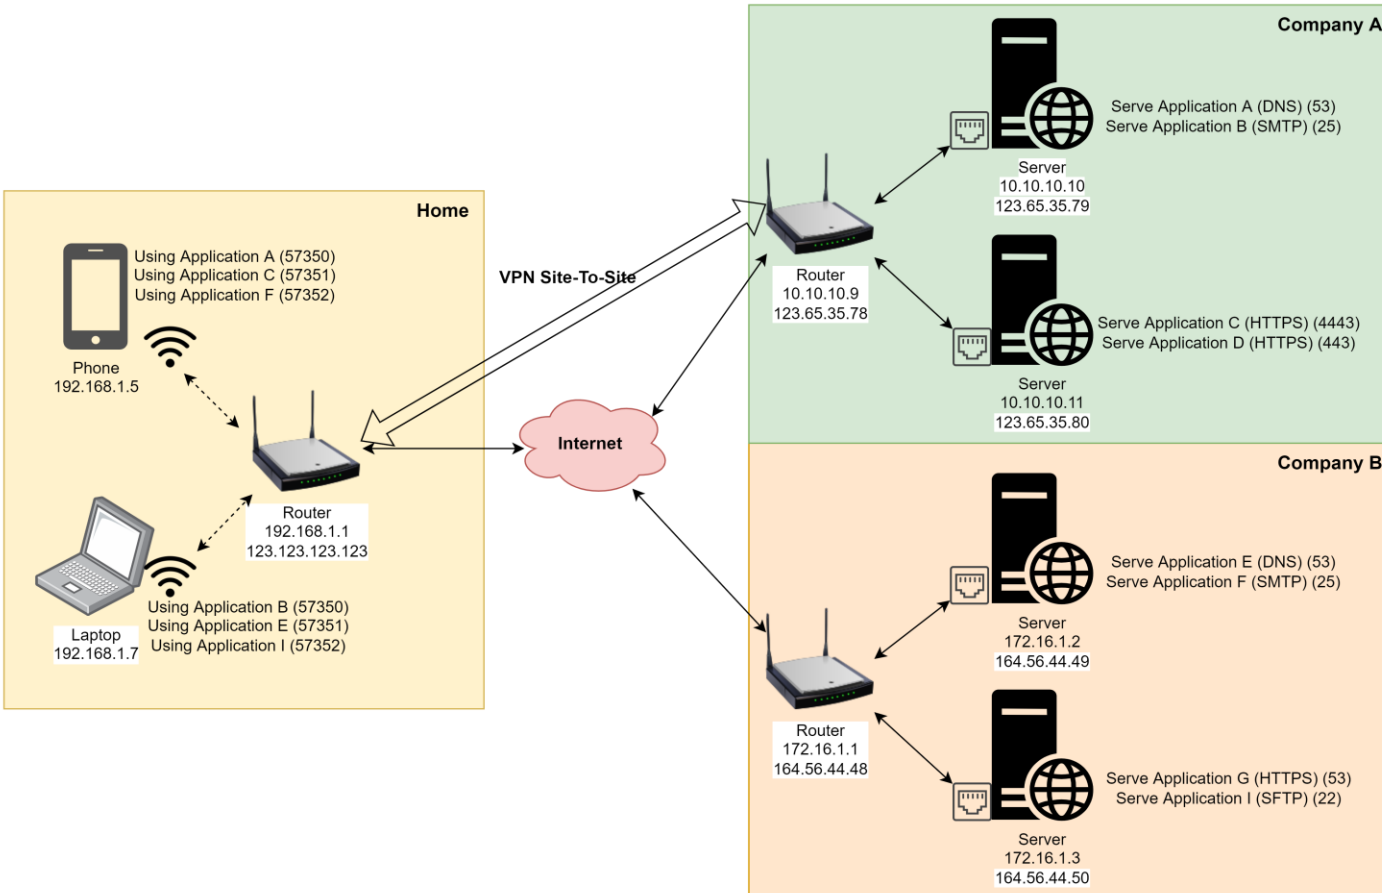 Company A
Serve Application A (DNS) (53)
Serve Application B (SMTP) (25)
Server
10.10.10.10
123.65.35.79
Home
Using Application A (57350)
Using Application C (57351)
Using Application F (57352)
VPN Site-To-Site
Router
10.10.10.9
123.65.35.78
Serve Application C (HTTPS) (4443)
Serve Application D (HTTPS) (443)
Phone
192.168.1.5
Server
10.10.10.11
123.65.35.80
Internet
Company B
Router
192.168.1.1
123.123.123.123
Serve Application E (DNS) (53)
Serve Application F (SMTP) (25)
Using Application B (57350)
Using Application E (57351)
Using Application I (57352)
Laptop
192.168.1.7
Server
172.16.1.2
164.56.44.49
Router
172.16.1.1
164.56.44.48
Serve Application G (HTTPS) (53)
Serve Application I (SFTP) (22)
Server
172.16.1.3
164.56.44.50